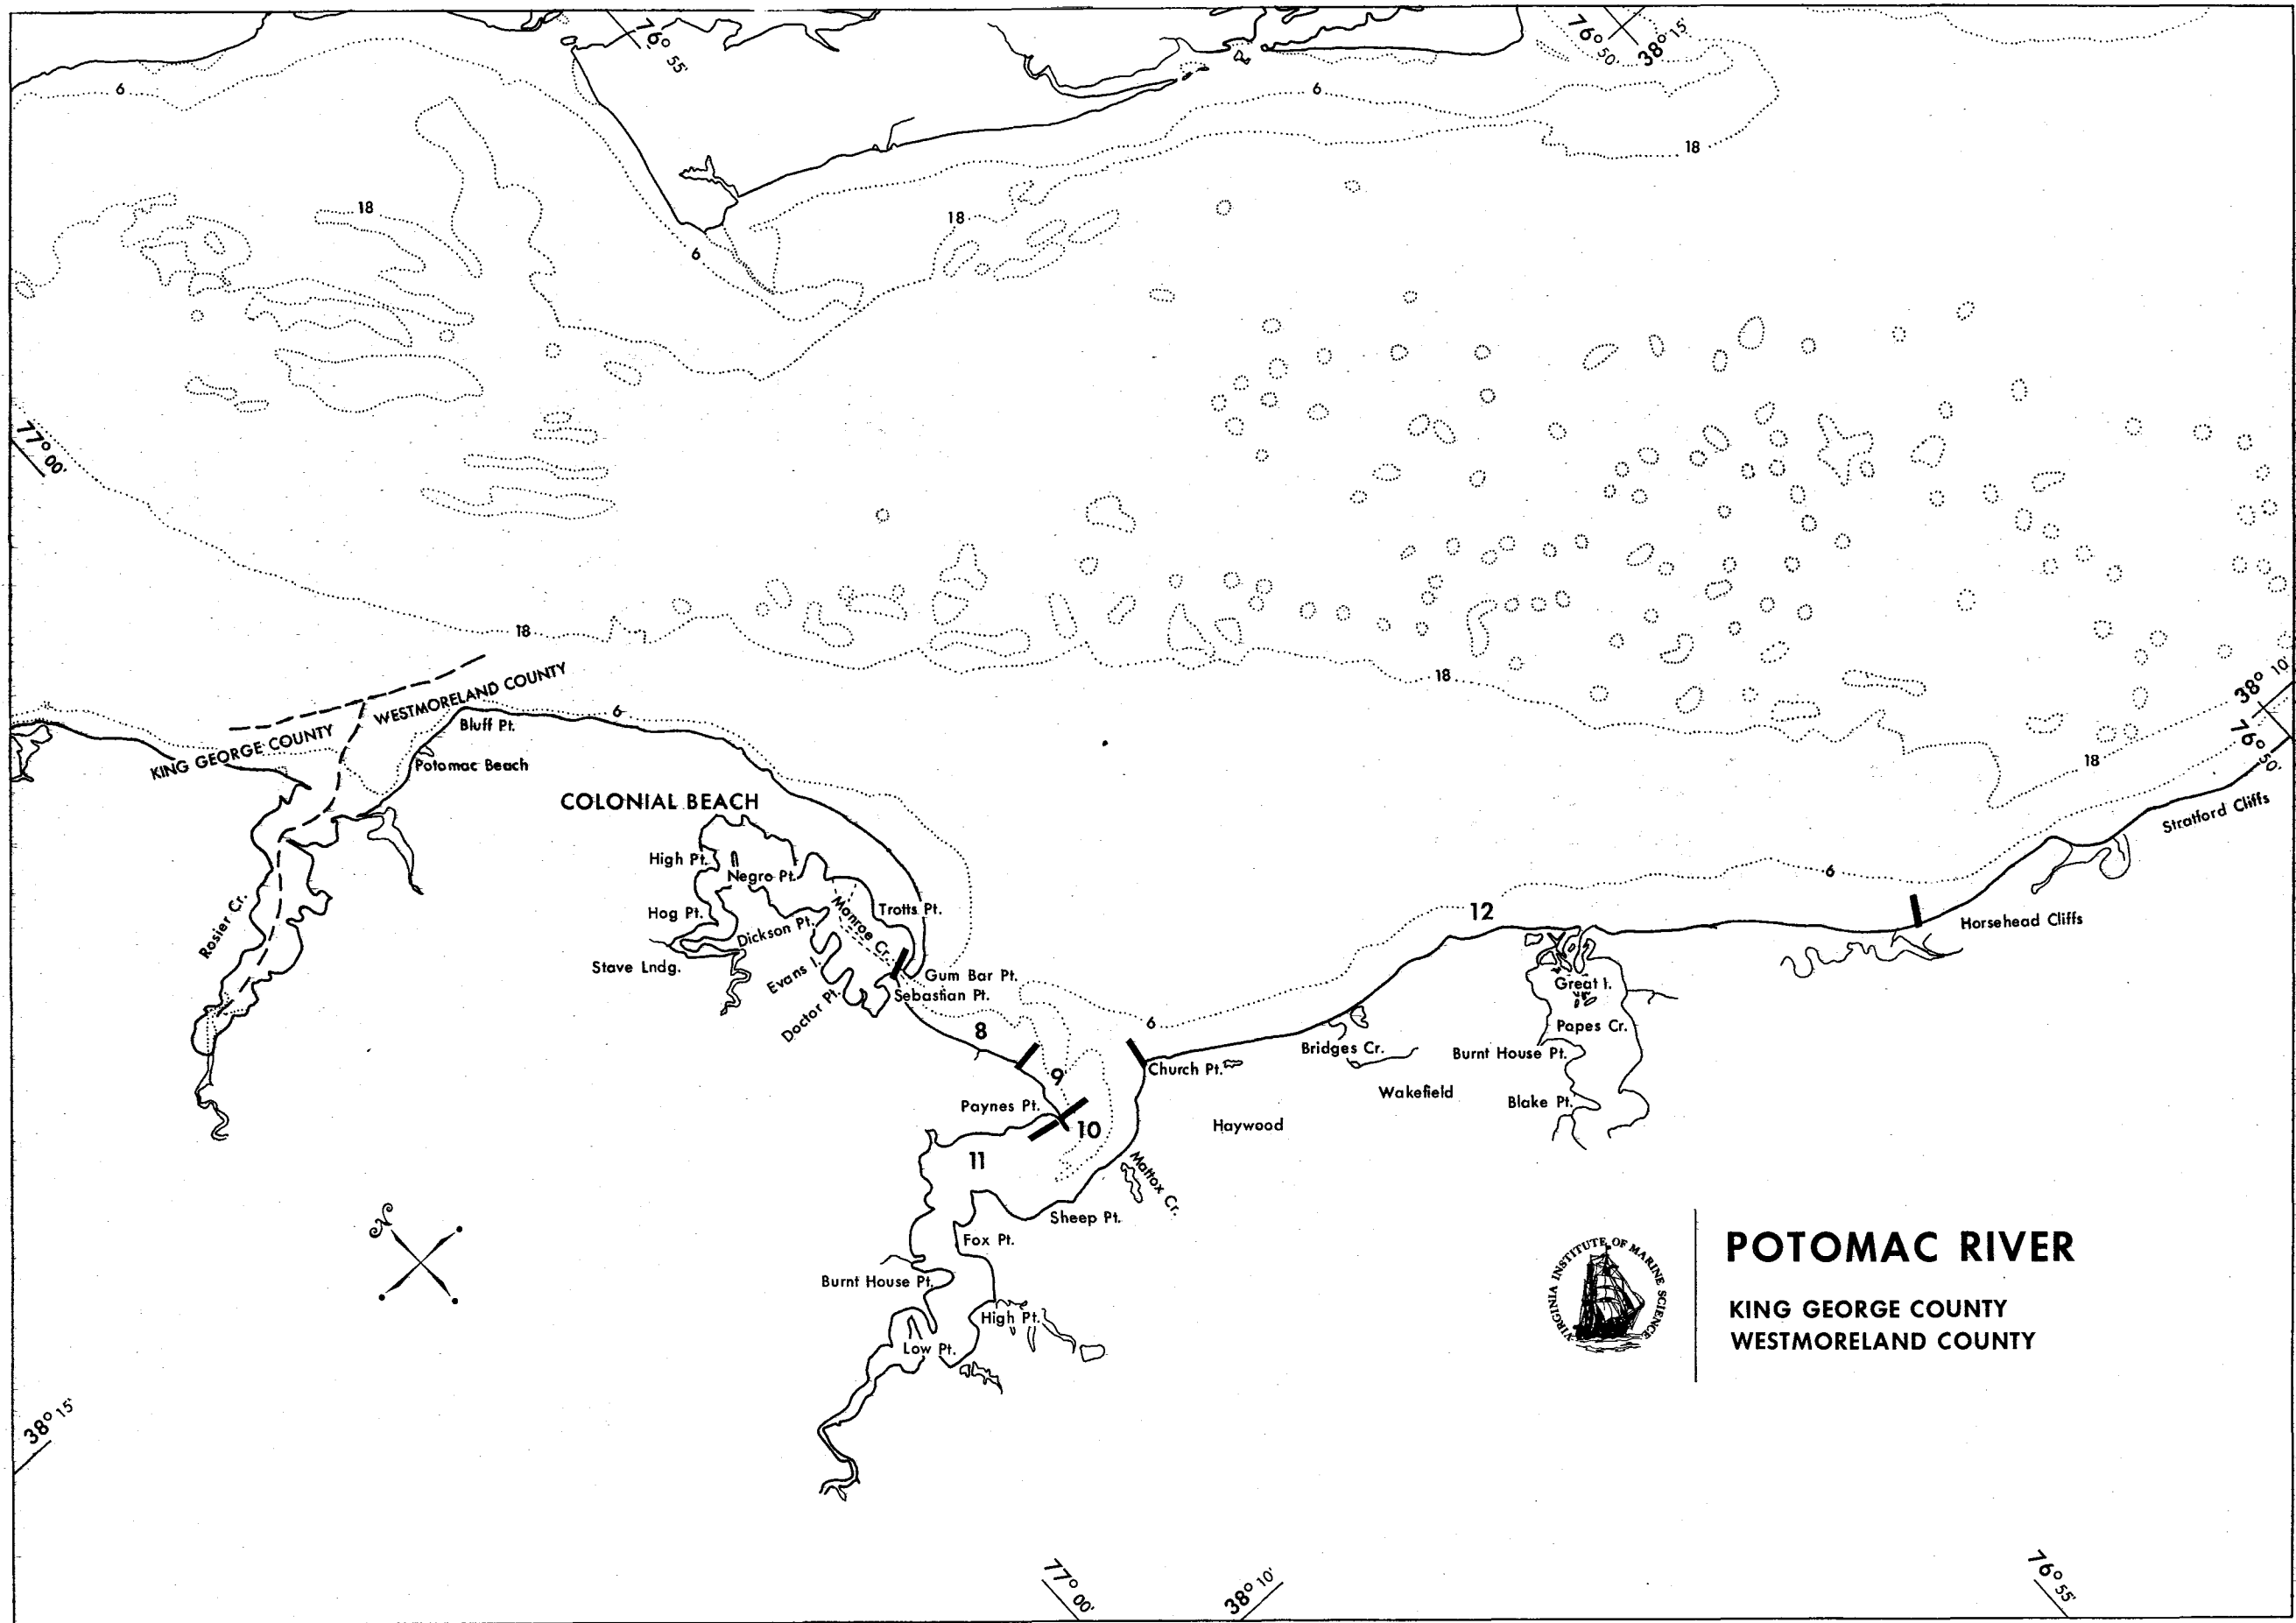 76° 55'
76° 50'
38° 15'
6
6
18
18
18
6
77° 00'
18
18
38° 10'
76° 50'
18
WESTMORELAND COUNTY
KING GEORGE COUNTY
6
Bluff Pt.
Potomac Beach
COLONIAL BEACH
Stratford Cliffs
High Pt.
Negro Pt.
6
Hog Pt.
Monroe Cr.
Trotts Pt.
12
Horsehead Cliffs
Rosier Cr.
Dickson Pt.
Stave Lndg.
Evans I.
Gum Bar Pt.
Sebastian Pt.
Great I.
Doctor Pt.
8
6
Popes Cr.
Bridges Cr.
Burnt House Pt.
9
Church Pt.
Wakefield
Paynes Pt.
Blake Pt.
10
Haywood
11
Mattox Cr.
N
Sheep Pt.
Fox Pt.
Burnt House Pt.
High Pt.
Low Pt.
VIRGINIA INSTITUTE OF MARINE SCIENCE
POTOMAC RIVER
KING GEORGE COUNTY
WESTMORELAND COUNTY
38° 15'
77° 00'
38° 10'
76° 55'